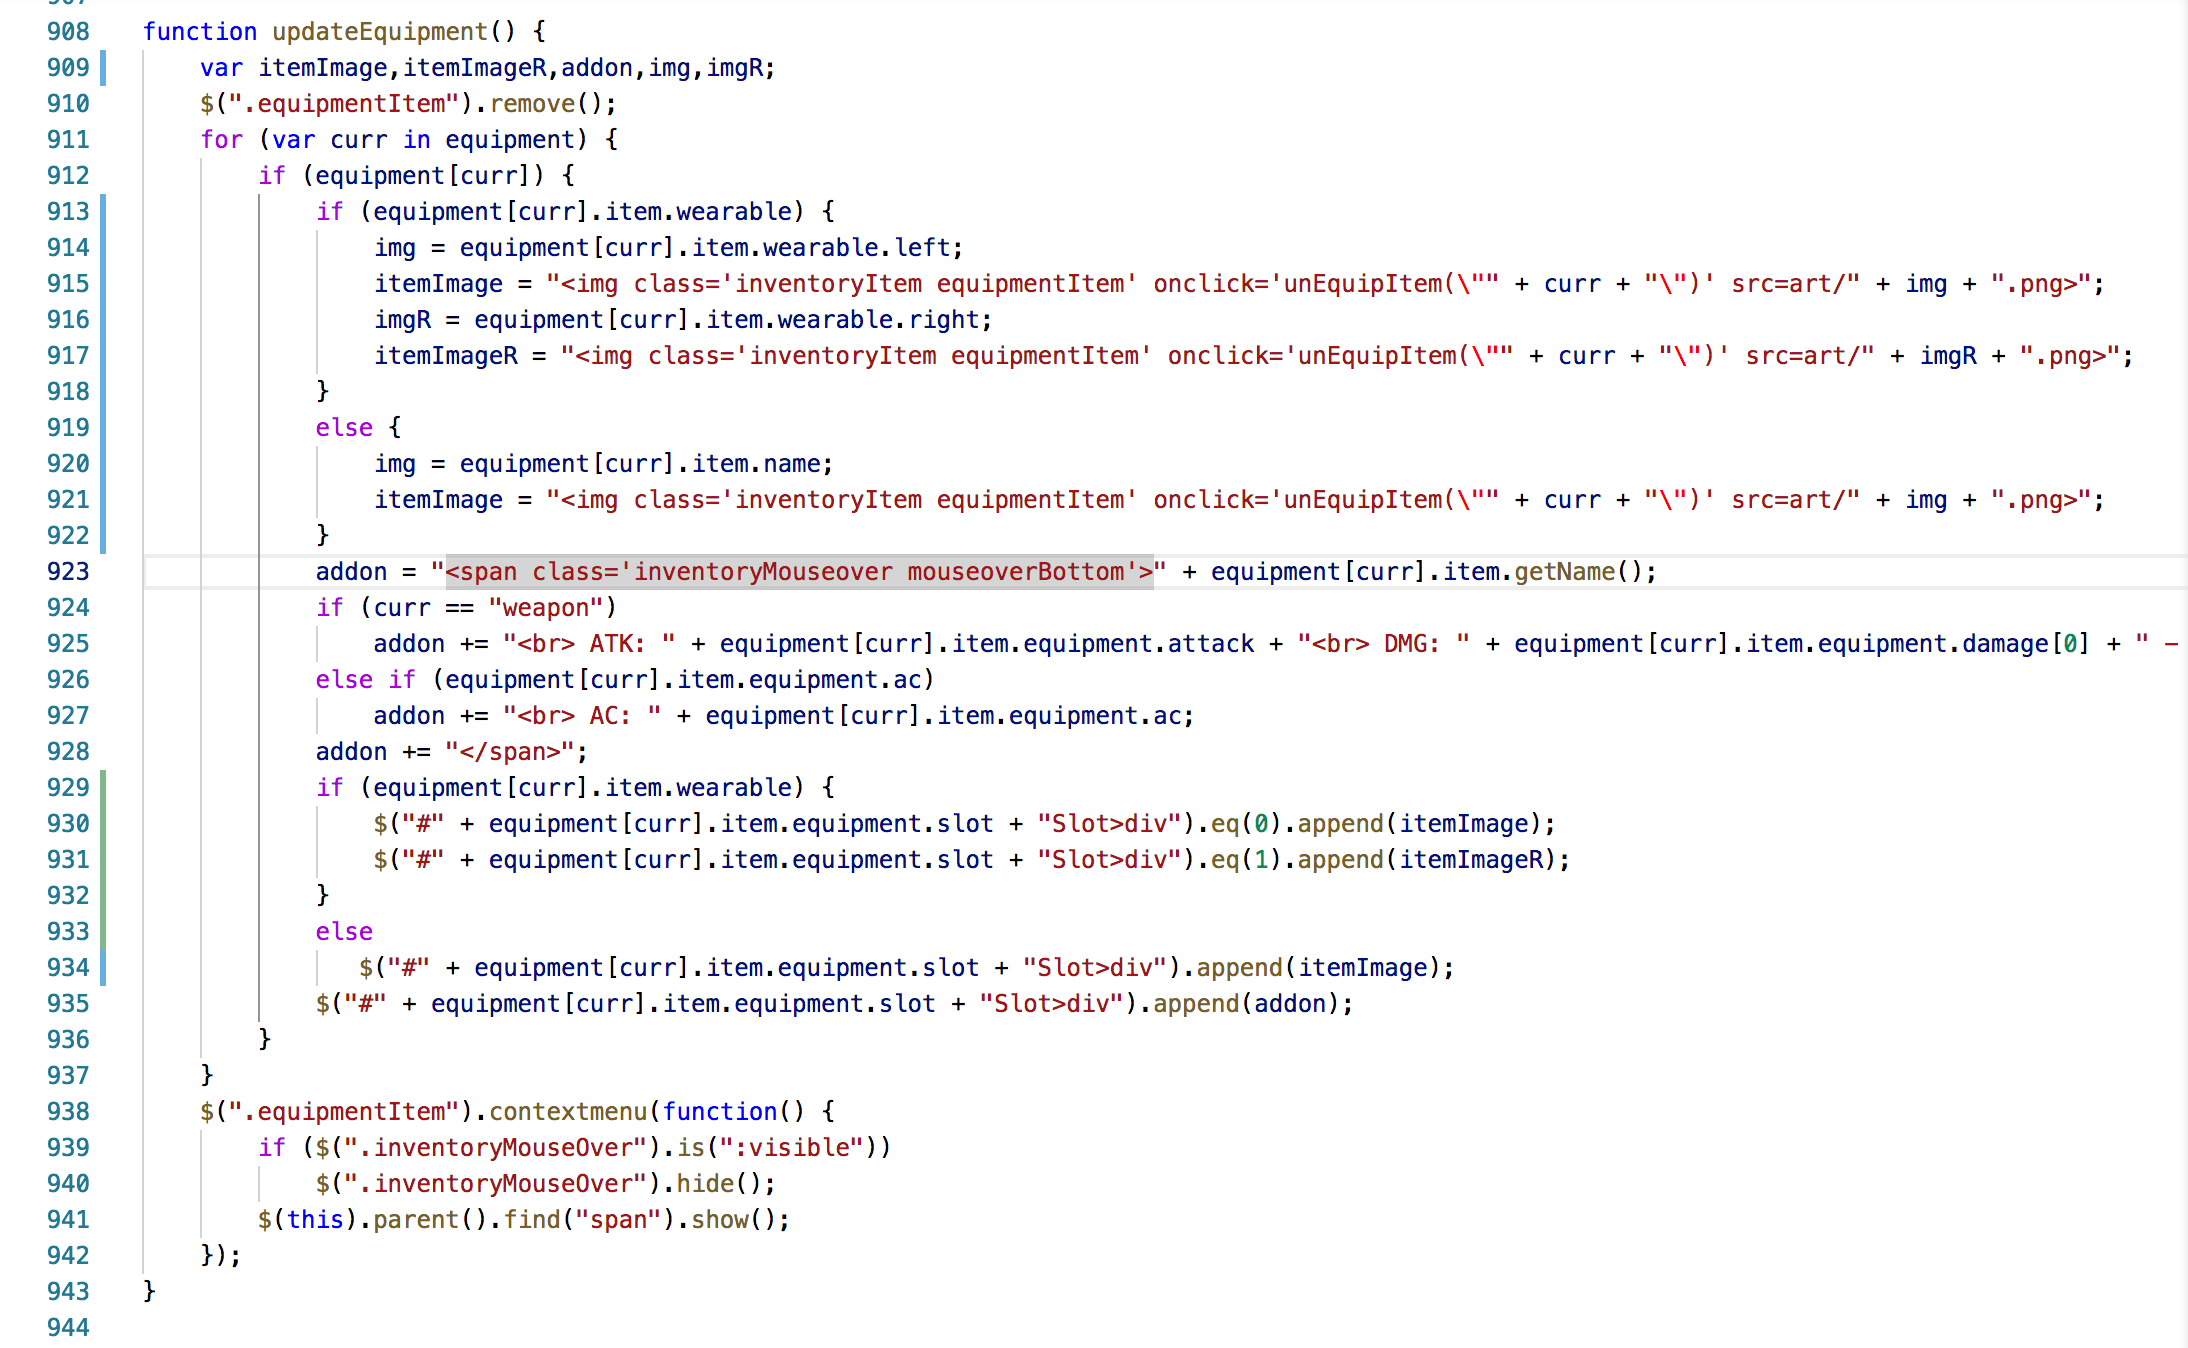 908 function updateEquipment() {
909 var itemImage,itemImageR,addon,img,imgR;
910 $(".equipmentItem").remove();
911 for (var curr in equipment) {
912 if (equipment[curr]) {
913 if (equipment[curr].item.wearable) {
914 img = equipment[curr].item.wearable.left;
915 itemImage = "<img class='inventoryItem equipmentItem' onclick='unEquipItem(\"" + curr + "\")' src=art/" + img + ".png>";
916 imgR = equipment[curr].item.wearable.right;
917 itemImageR = "<img class='inventoryItem equipmentItem' onclick='unEquipItem(\"" + curr + "\")' src=art/" + imgR + ".png>";
918 }
919 else {
920 img = equipment[curr].item.name;
921 itemImage = "<img class='inventoryItem equipmentItem' onclick='unEquipItem(\"" + curr + "\")' src=art/" + img + ".png>";
922 }
923 addon = "<span class='inventoryMouseover mouseoverBottom'>" + equipment[curr].item.getName();
924 if (curr == "weapon")
925 addon += "<br> ATK: " + equipment[curr].item.equipment.attack + "<br> DMG: " + equipment[curr].item.equipment.damage[0] + " -
926 else if (equipment[curr].item.equipment.ac)
927 addon += "<br> AC: " + equipment[curr].item.equipment.ac;
928 addon += "</span>";
929 if (equipment[curr].item.wearable) {
930 $("#" + equipment[curr].item.equipment.slot + "Slot>div").eq(0).append(itemImage);
931 $("#" + equipment[curr].item.equipment.slot + "Slot>div").eq(1).append(itemImageR);
932 }
933 else
934 $("#" + equipment[curr].item.equipment.slot + "Slot>div").append(itemImage);
935 $("#" + equipment[curr].item.equipment.slot + "Slot>div").append(addon);
936 }
937 }
938 $(".equipmentItem").contextmenu(function() {
939 if ($(".inventoryMouseOver").is(":visible"))
940 $(".inventoryMouseOver").hide();
941 $(this).parent().find("span").show();
942 });
943 }
944